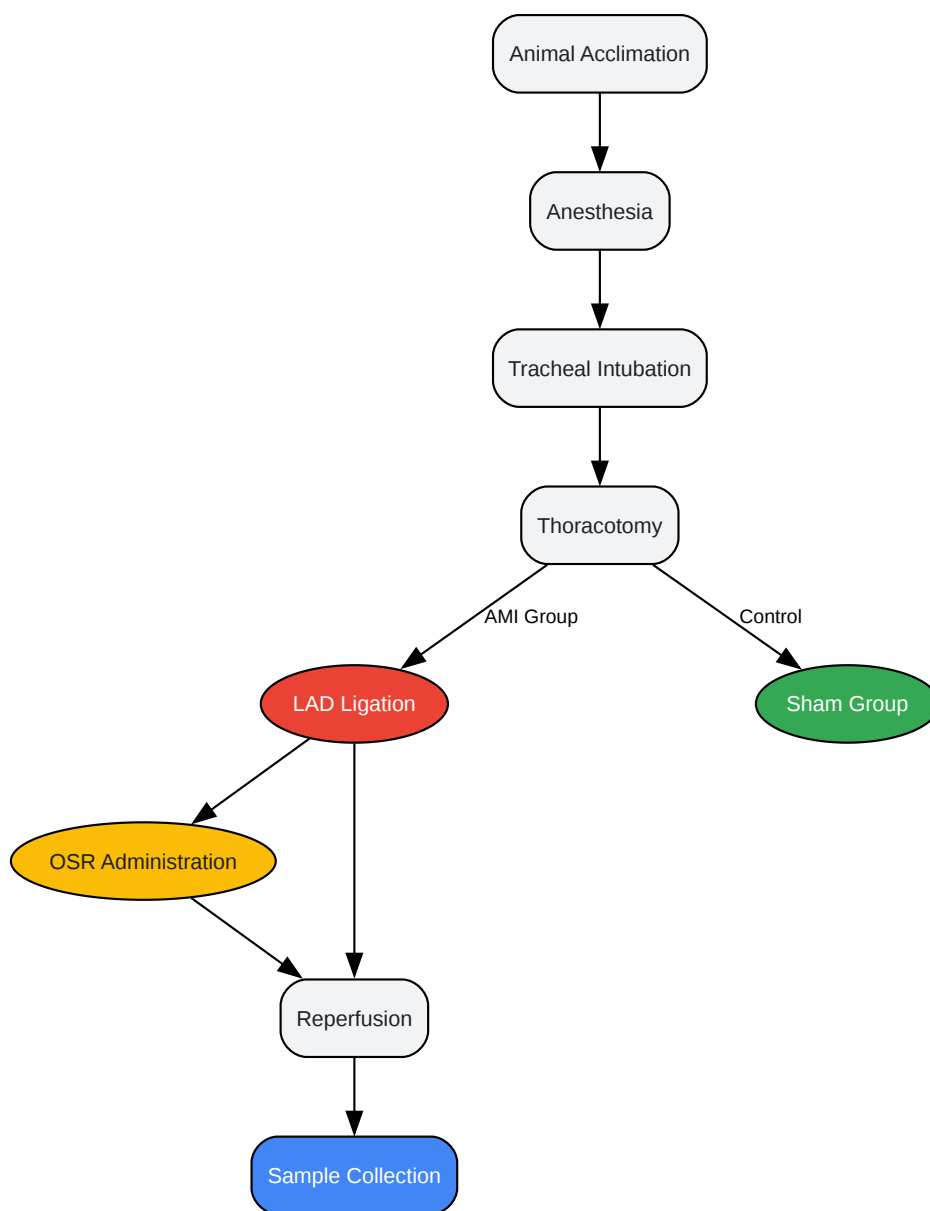 Animal Acclimation
Anesthesia
Tracheal Intubation
Thoracotomy
AMI Group
Control
LAD Ligation
Sham Group
OSR Administration
Reperfusion
Sample Collection